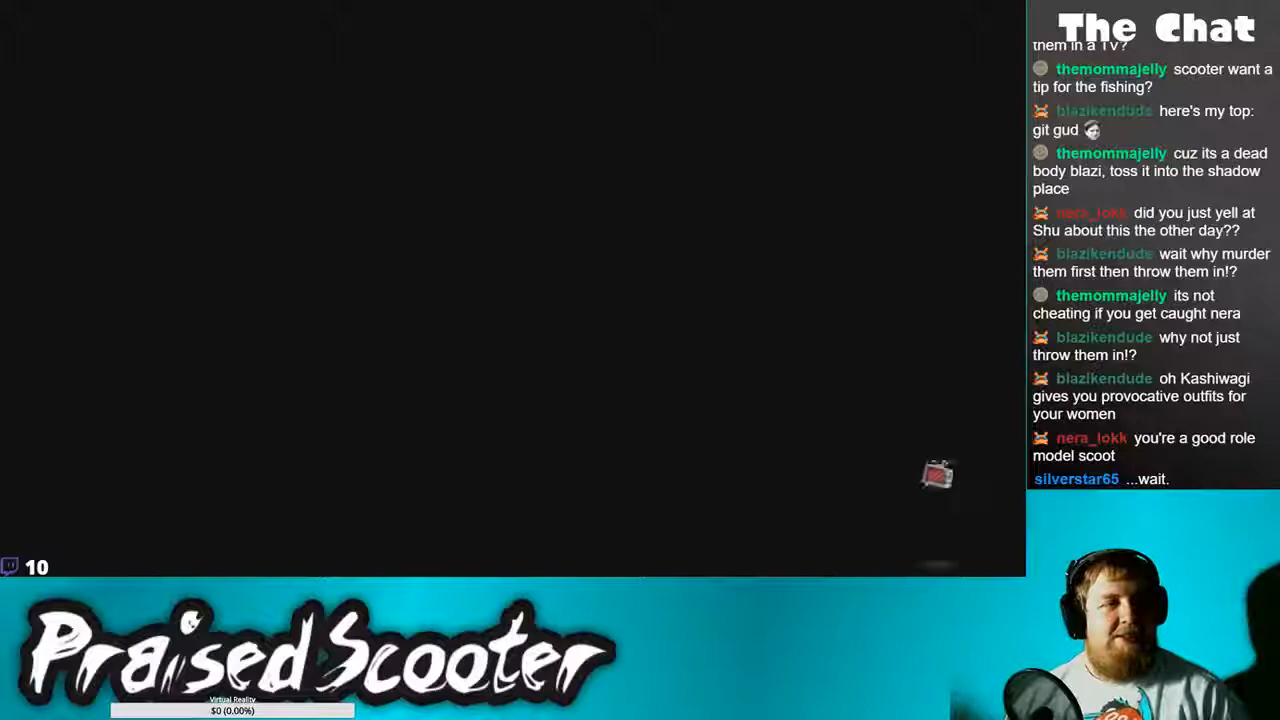 The Chat
them in a TV?
themommajelly scooter want a
tip for the fishing?
blazikendude here's my top:
git gud
themommajelly cuz its a dead
body blazi, toss it into the shadow
place
nera_lokk did you just yell at
Shu about this the other day??
blazikendude wait why murder
them first then throw them in!?
themommajelly its not
cheating if you get caught nera
blazikendude why not just
throw them in!?
blazikendude oh Kashiwagi
gives you provocative outfits for
your women
nera_lokk you're a good role
model scoot
silverstar65 ...wait.
10
PraisedScooter
Virtual Reality
$0 (0.00%)